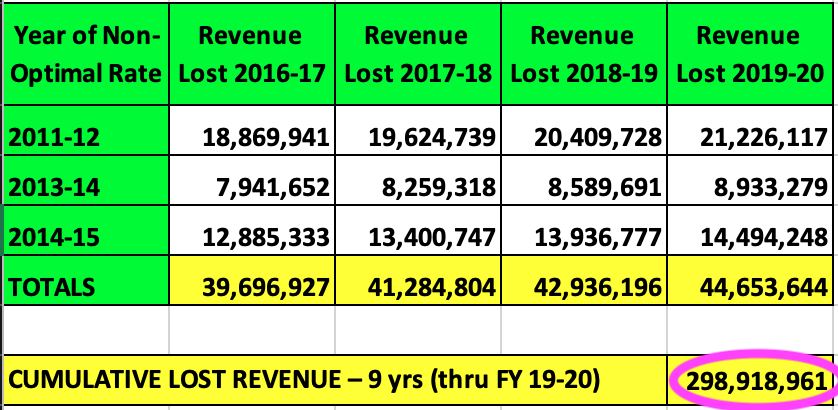 Year of Non- Revenue Revenue Revenue Revenue
Optimal Rate Lost 2016-17 Lost 2017-18 Lost 2018-19 Lost 2019-20
2011-12 18,869,941 19,624,739 20,409,728 21,226,117
2013-14 7,941,652 8,259,318 8,589,691 8,933,279
2014-15 12,885,333 13,400,747 13,936,777 14,494,248
TOTALS 39,696,927 41,284,804 42,936,196 44,653,644
CUMULATIVE LOST REVENUE – 9 yrs (thru FY 19-20) 298,918,961